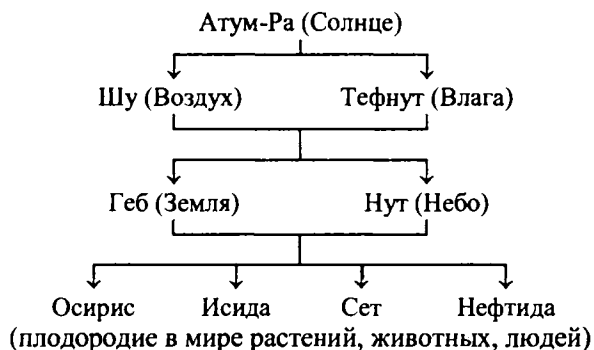 Атум-Ра (Солнце)
Шу (Воздух) Тефнут (Влага)
Геб (Земля) Нут (Небо)
Осирис Исида Сет Нефтида
(плодородие в мире растений, животных, людей)